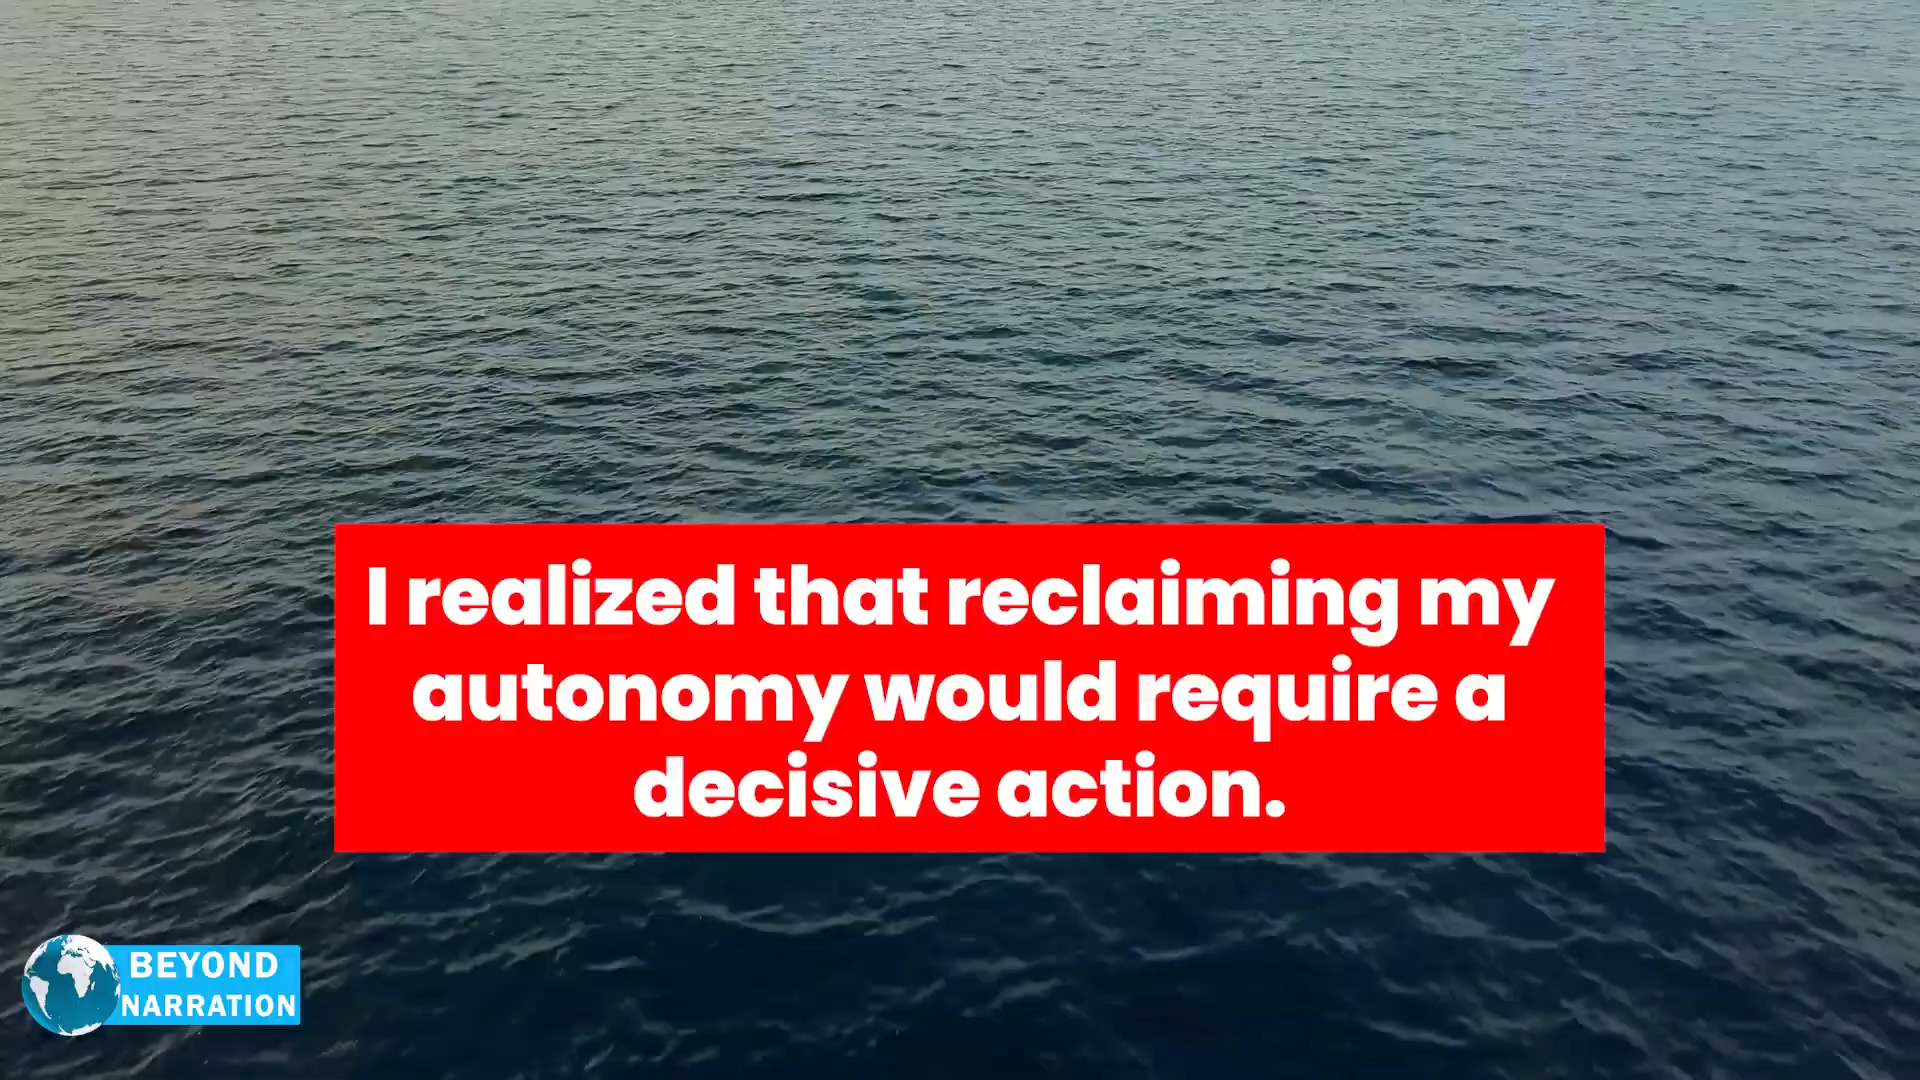 I realized that reclaiming my
autonomy would require a
decisive action.
BEYOND
NARRATION